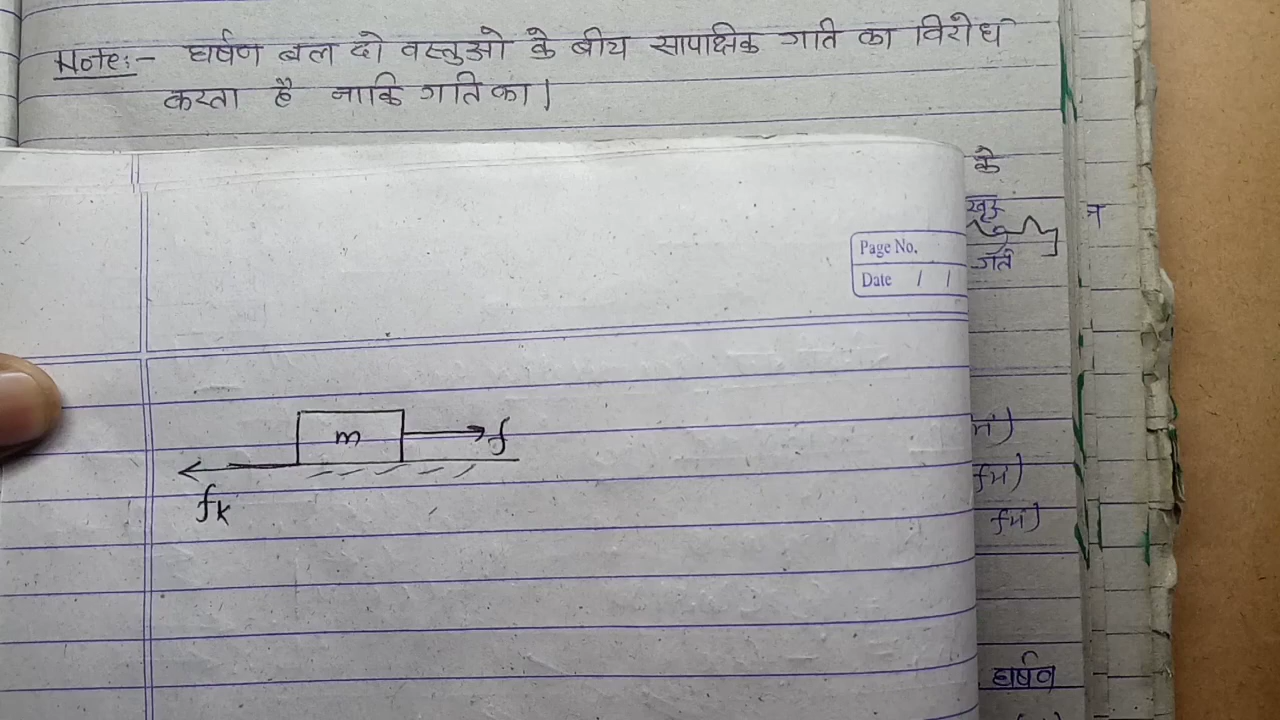 Note:- घर्षण बल दो वस्तुओ के बीच सापाक्षिक गति का विरोध
करता है नाकि गति का।
के
Page No.
Date / /
m
f
fk
घर्षण